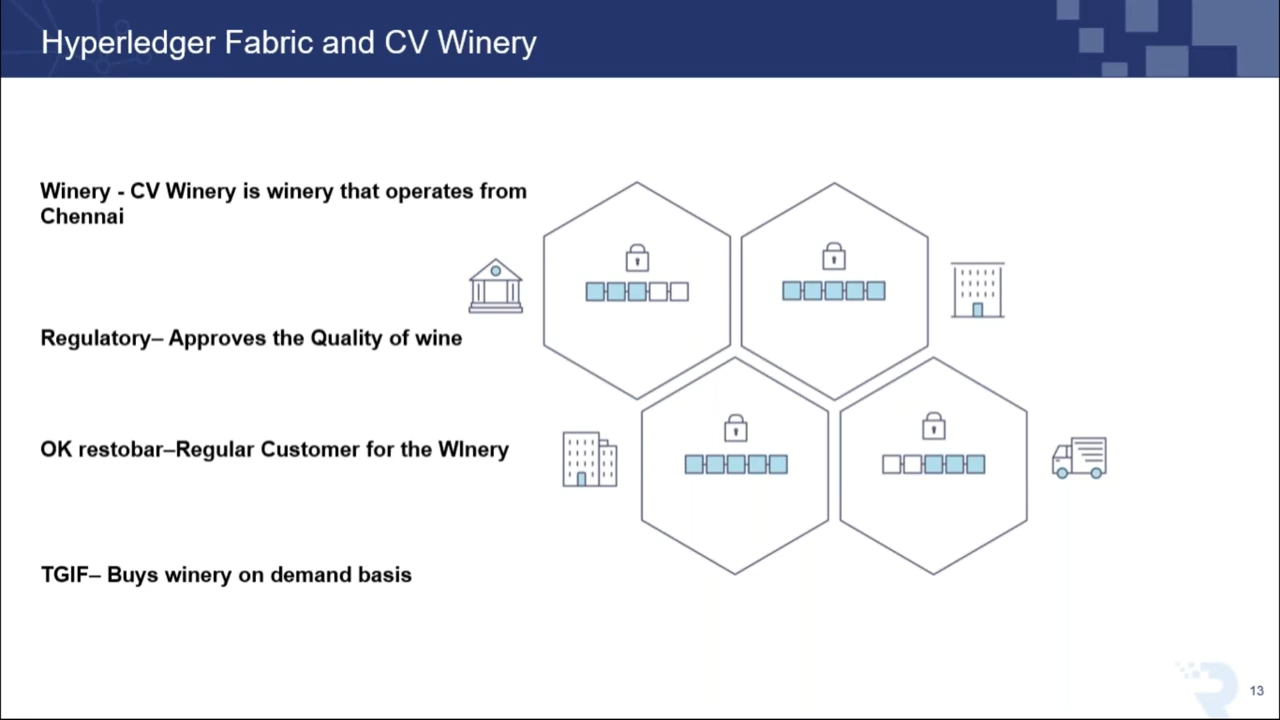 Hyperledger Fabric and CV Winery
Winery - CV Winery is winery that operates from
Chennai
Regulatory– Approves the Quality of wine
OK restobar–Regular Customer for the WInery
TGIF– Buys winery on demand basis
13